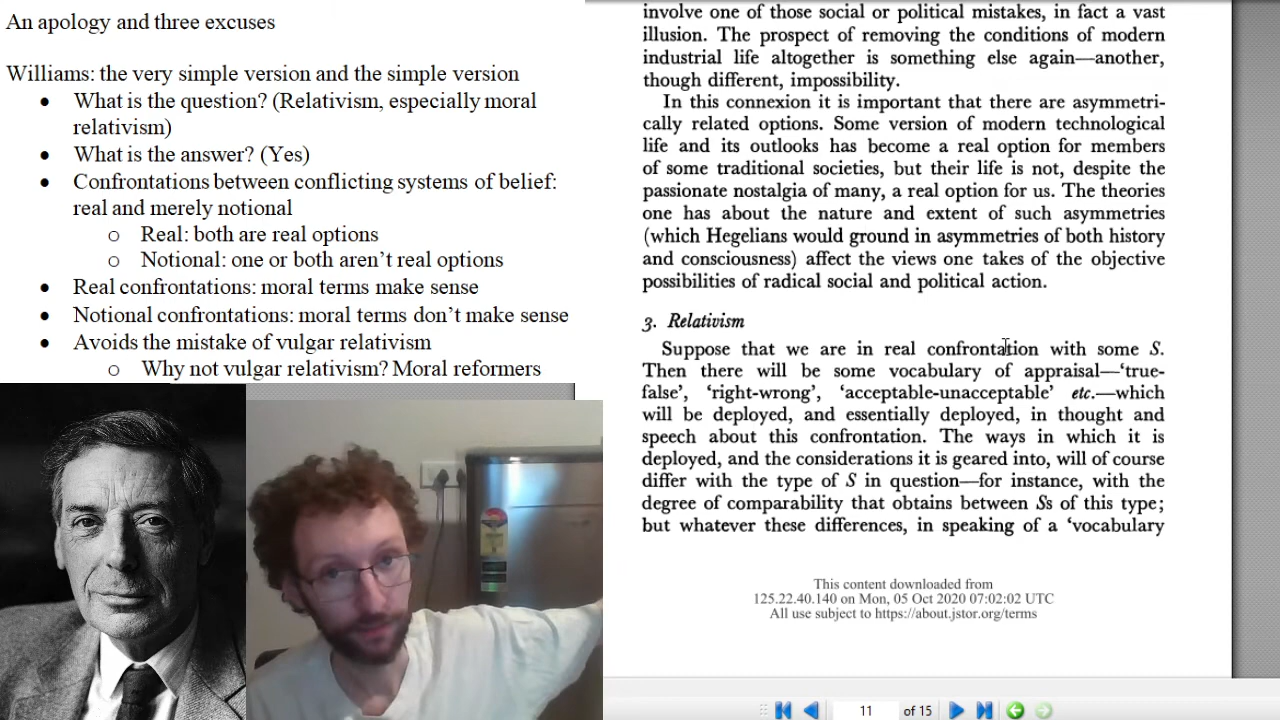 An apology and three excuses
Williams: the very simple version and the simple version
● What is the question? (Relativism, especially moral
relativism)
● What is the answer? (Yes)
● Confrontations between conflicting systems of belief:
real and merely notional
o Real: both are real options
o Notional: one or both aren’t real options
● Real confrontations: moral terms make sense
● Notional confrontations: moral terms don’t make sense
● Avoids the mistake of vulgar relativism
o Why not vulgar relativism? Moral reformers
involve one of those social or political mistakes, in fact a vast
illusion. The prospect of removing the conditions of modern
industrial life altogether is something else again—another,
though different, impossibility.
In this connexion it is important that there are asymmetri-
cally related options. Some version of modern technological
life and its outlooks has become a real option for members
of some traditional societies, but their life is not, despite the
passionate nostalgia of many, a real option for us. The theories
one has about the nature and extent of such asymmetries
(which Hegelians would ground in asymmetries of both history
and consciousness) affect the views one takes of the objective
possibilities of radical social and political action.
3. Relativism
Suppose that we are in real confrontation with some S.
Then there will be some vocabulary of appraisal—‘true-
false’, ‘right-wrong’, ‘acceptable-unacceptable’ etc.—which
will be deployed, and essentially deployed, in thought and
speech about this confrontation. The ways in which it is
deployed, and the considerations it is geared into, will of course
differ with the type of S in question—for instance, with the
degree of comparability that obtains between Ss of this type;
but whatever these differences, in speaking of a ‘vocabulary
This content downloaded from
125.22.40.140 on Mon, 05 Oct 2020 07:02:02 UTC
All use subject to https://about.jstor.org/terms
11 of 15